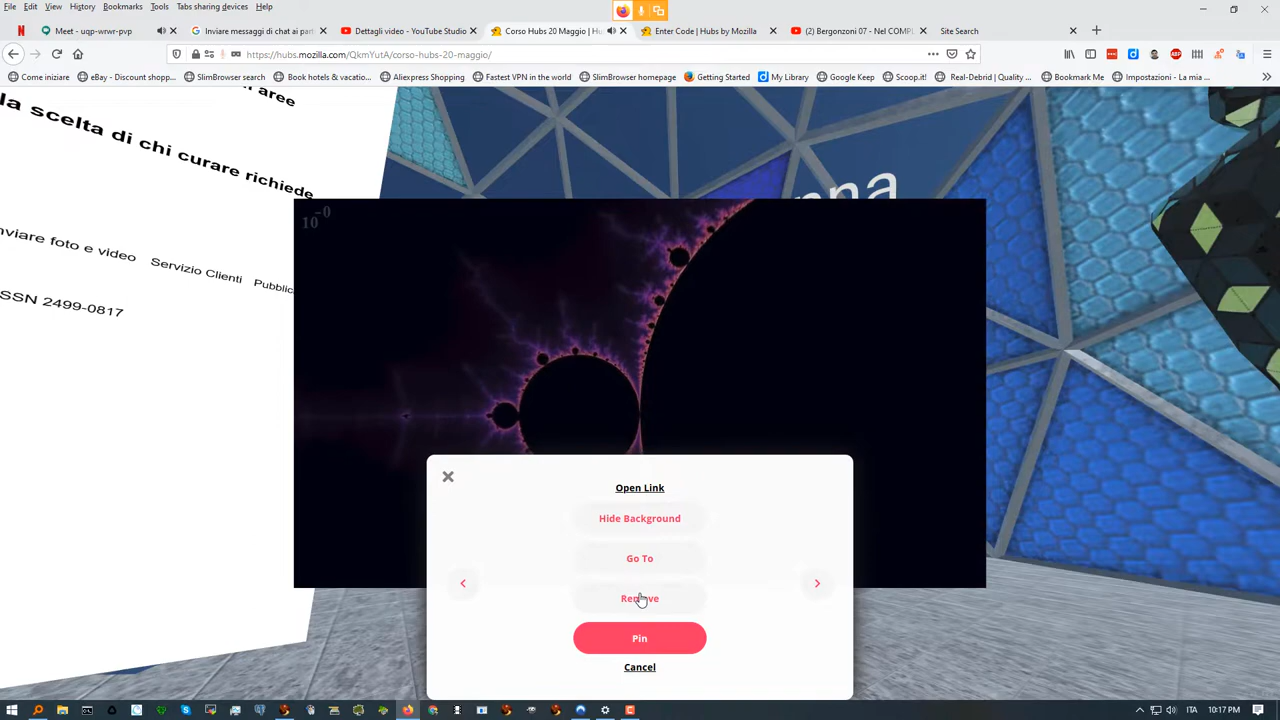 File Edit View History Bookmarks Tools Tabs sharing devices Help
Meet - uqp-wrwr-pvp
Inviare messaggi di chat ai part
Dettagli video - YouTube Studio
Corso Hubs 20 Maggio | Hu
Enter Code | Hubs by Mozilla
(2) Bergonzoni 07 - Nel COMPL
Site Search
https://hubs.mozilla.com/QkmYutA/corso-hubs-20-maggio/
Come iniziare
eBay - Discount shopp...
SlimBrowser search
Book hotels & vacatio...
Aliexpress Shopping
Fastest VPN in the world
SlimBrowser homepage
Getting Started
My Library
Google Keep
Scoop.it!
Real-Debrid | Quality ...
Bookmark Me
Impostazioni - La mia ...
aree
la scelta di chi curare richiede
nviare foto e video Servizio Clienti Pubblic
SSN 2499-0817
10-0
Open Link
Hide Background
Go To
Remove
Pin
Cancel
ITA 10:17 PM